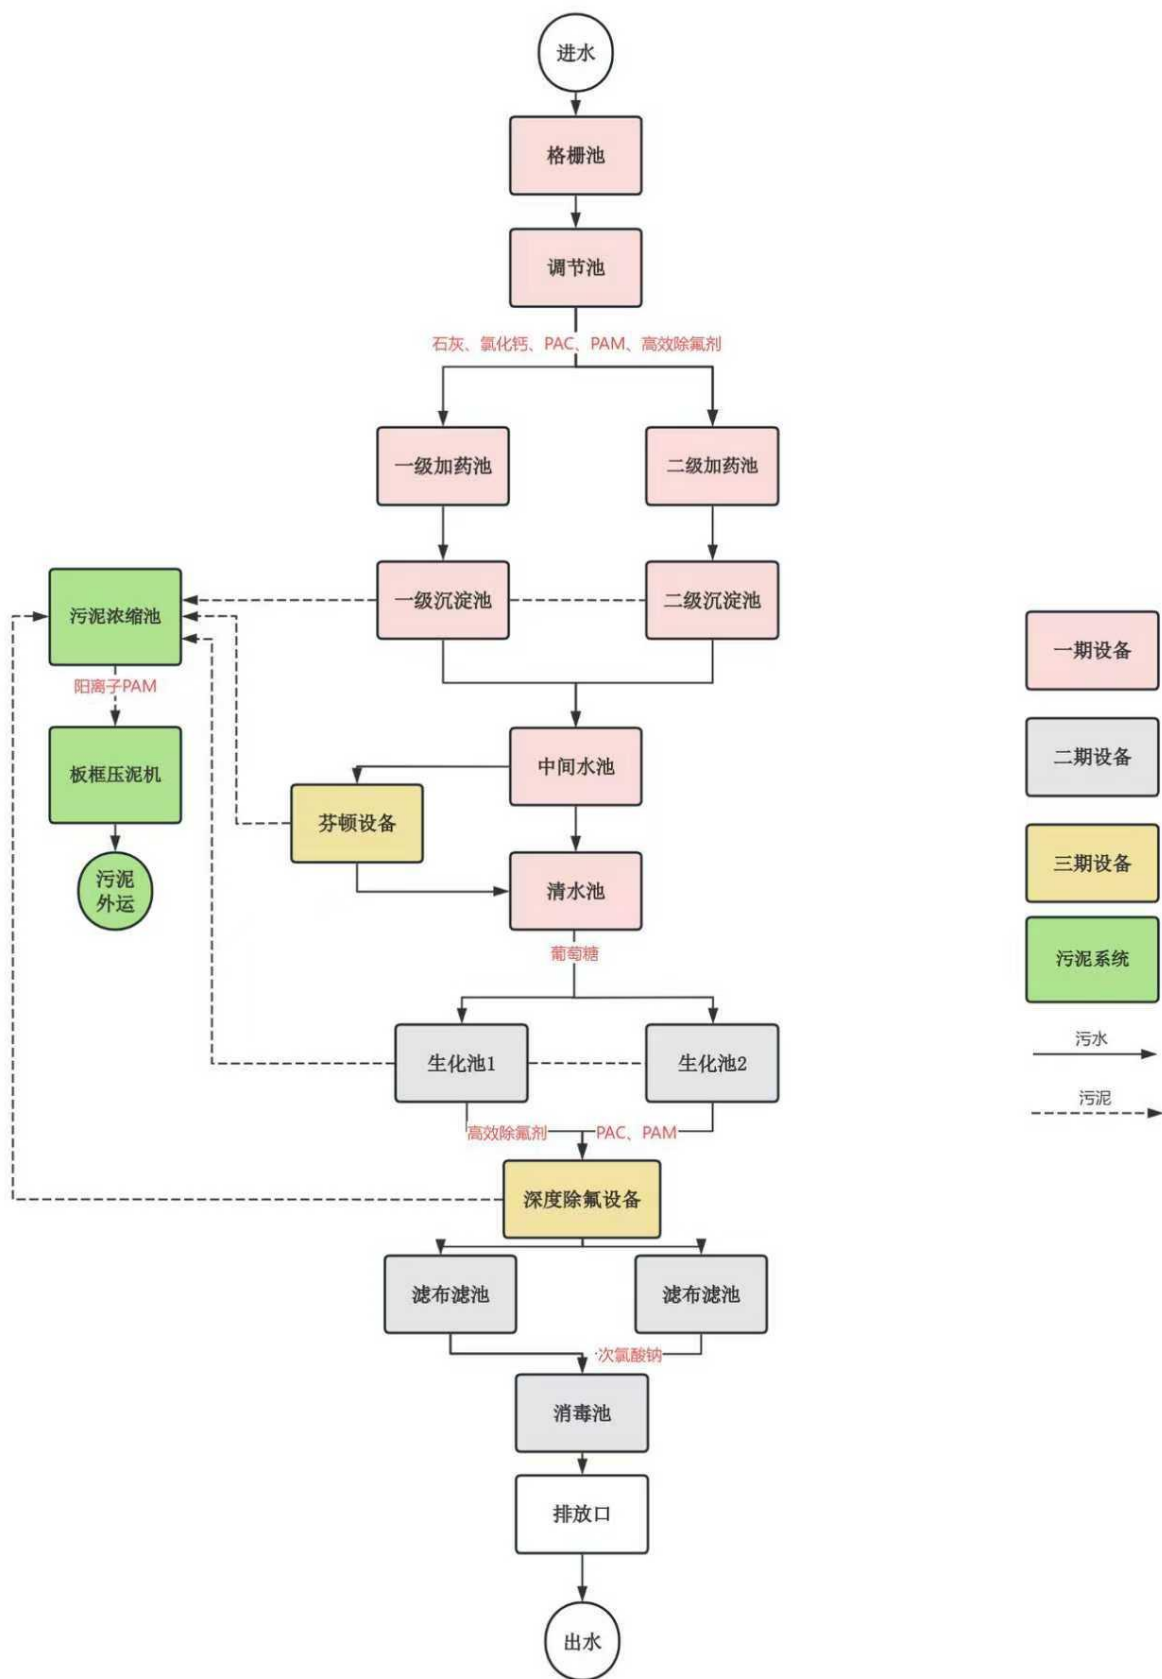 进水
格栅池
调节池
石灰、氯化钙、PAC、PAM、高效除氟剂
一级加药池
二级加药池
一级沉淀池
二级沉淀池
污泥浓缩池
阳离子PAM
板框压泥机
污泥
外运
中间水池
芬顿设备
清水池
葡萄糖
生化池1
生化池2
高效除氟剂
PAC、PAM
深度除氟设备
滤布滤池
滤布滤池
次氯酸钠
消毒池
排放口
出水
一期设备
二期设备
三期设备
污泥系统
污水
污泥